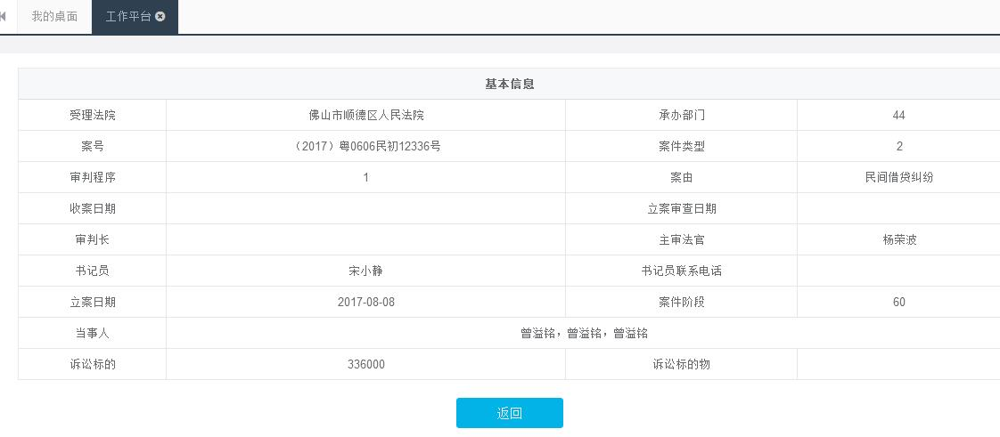 我的桌面 工作平台
基本信息
受理法院 佛山市顺德区人民法院 承办部门 44
案号 （2017）粤0606民初12336号 案件类型 2
审判程序 1 案由 民间借贷纠纷
收案日期 立案审查日期
审判长 主审法官 杨荣波
书记员 宋小静 书记员联系电话
立案日期 2017-08-08 案件阶段 60
当事人 曾溢铭，曾溢铭，曾溢铭
诉讼标的 336000 诉讼标的物
返回